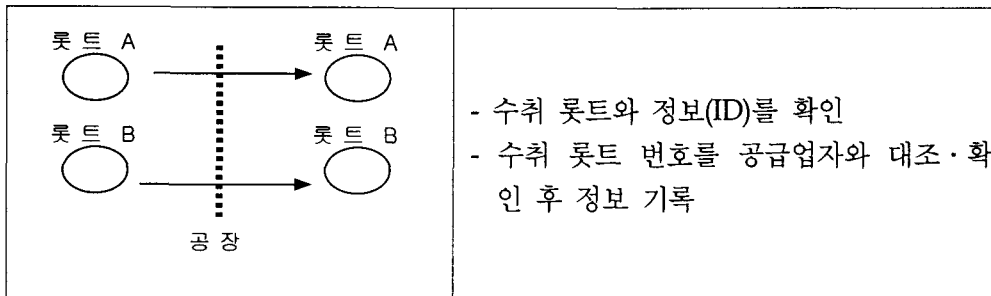 롯트 A 롯트 A
롯트 B 롯트 B
공장
- 수취 롯트와 정보(ID)를 확인
- 수취 롯트 번호를 공급업자와 대조·확
인 후 정보 기록